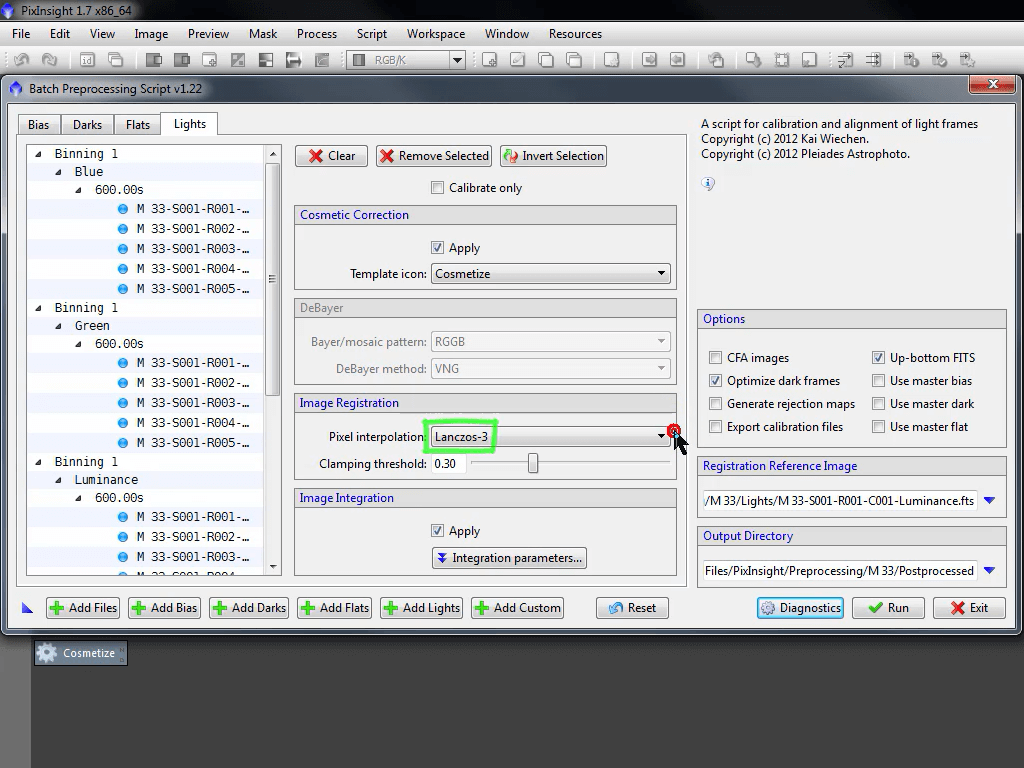 PixInsight 1.7 x86_64
File Edit View Image Preview Mask Process Script Workspace Window Resources
RGB/K
Batch Preprocessing Script v1.22
Bias Darks Flats Lights
Binning 1
Blue
600.00s
M 33-S001-R001-...
M 33-S001-R002-...
M 33-S001-R003-...
M 33-S001-R004-...
M 33-S001-R005-...
Binning 1
Green
600.00s
M 33-S001-R001-...
M 33-S001-R002-...
M 33-S001-R003-...
M 33-S001-R004-...
M 33-S001-R005-...
Binning 1
Luminance
600.00s
M 33-S001-R001-...
M 33-S001-R002-...
M 33-S001-R003-...
M 33-S001-R004-...
Clear Remove Selected Invert Selection
Calibrate only
Cosmetic Correction
Apply
Template icon: Cosmetize
DeBayer
Bayer/mosaic pattern: RGGB
DeBayer method: VNG
Image Registration
Pixel interpolation: Lanczos-3
Clamping threshold: 0.30
Image Integration
Apply
Integration parameters...
A script for calibration and alignment of light frames
Copyright (c) 2012 Kai Wiechen.
Copyright (c) 2012 Pleiades Astrophoto.
Options
CFA images Up-bottom FITS
Optimize dark frames Use master bias
Generate rejection maps Use master dark
Export calibration files Use master flat
Registration Reference Image
/M 33/Lights/M 33-S001-R001-C001-Luminance.fts
Output Directory
Files/PixInsight/Preprocessing/M 33/Postprocessed
Add Files Add Bias Add Darks Add Flats Add Lights Add Custom Reset Diagnostics Run Exit
Cosmetize